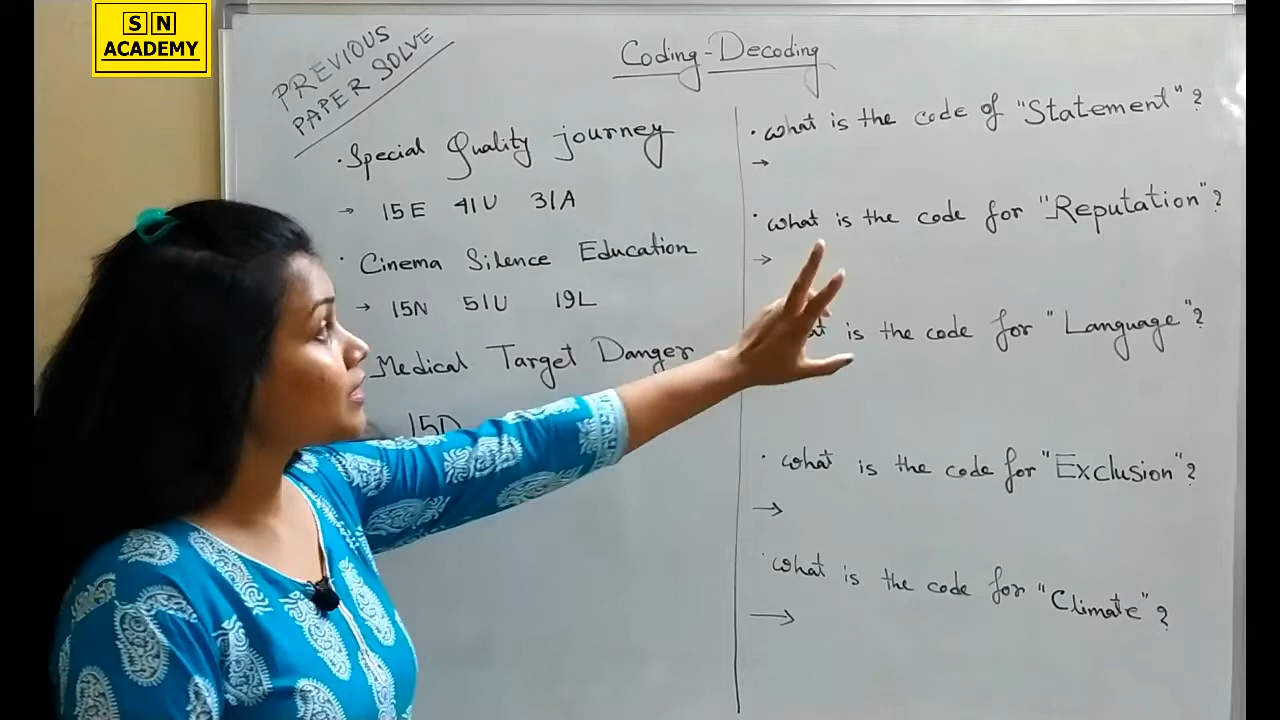 SN
ACADEMY
PREVIOUS
PAPER SOLVE
Coding-Decoding
· Special Quality journey
→ 15E 41U 31A
· Cinema Silence Education
→ 15N 51U 19L
Medical Target Danger
15D
· What is the code of "Statement"?
→
· What is the code for "Reputation"?
→
is the code for "Language"?
· What is the code for "Exclusion"?
→
· What is the code for "Climate"?
→